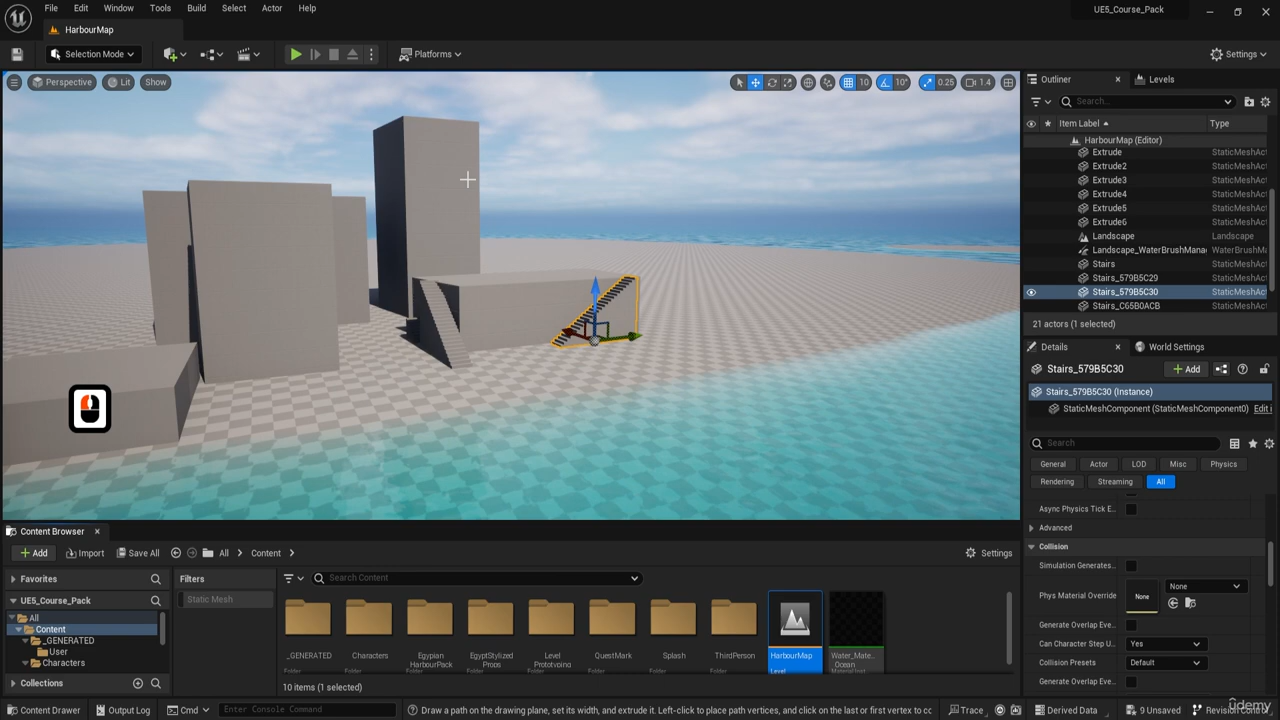 File Edit Window Tools Build Select Actor Help
UE5_Course_Pack
HarbourMap
Selection Mode
Platforms
Settings
Perspective Lit Show
10 10° 0.25 1.4
Outliner Levels
Search...
Item Label Type
HarbourMap (Editor)
Extrude StaticMeshAct
Extrude2 StaticMeshAct
Extrude3 StaticMeshAct
Extrude4 StaticMeshAct
Extrude5 StaticMeshAct
Extrude6 StaticMeshAct
Landscape Landscape
Landscape_WaterBrushMana WaterBrushMa
Stairs StaticMeshAct
Stairs_579B5C29 StaticMeshAct
Stairs_579B5C30 StaticMeshAct
Stairs_C65B0ACB StaticMeshAct
21 actors (1 selected)
Details World Settings
Stairs_579B5C30
Add
Stairs_579B5C30 (Instance)
StaticMeshComponent (StaticMeshComponent0) Edit i
Search
General Actor LOD Misc Physics
Rendering Streaming All
Async Physics Tick E..
Advanced
Collision
Simulation Generates..
Phys Material Override None None
Generate Overlap Eve..
Can Character Step U.. Yes
Collision Presets Default
Generate Overlap Eve..
Content Browser
Add Import Save All All Content Settings
Favorites
Filters
Search Content
UE5_Course_Pack
Static Mesh
All
Content
_GENERATED
User
Characters
Collections
_GENERATED Characters Egypian HarbourPack EgyptStylized Props Level Prototyping QuestMark Splash ThirdPerson HarbourMap Water_Mate... Ocean
Folder Folder Folder Folder Folder Folder Folder Folder Level Material Inst
10 items (1 selected)
Content Drawer Output Log Cmd Enter Console Command
Draw a path on the drawing plane, set its width, and extrude it. Left-click to place path vertices, and click on the last or first vertex to co
Trace Derived Data 9 Unsaved Revision Control
udemy